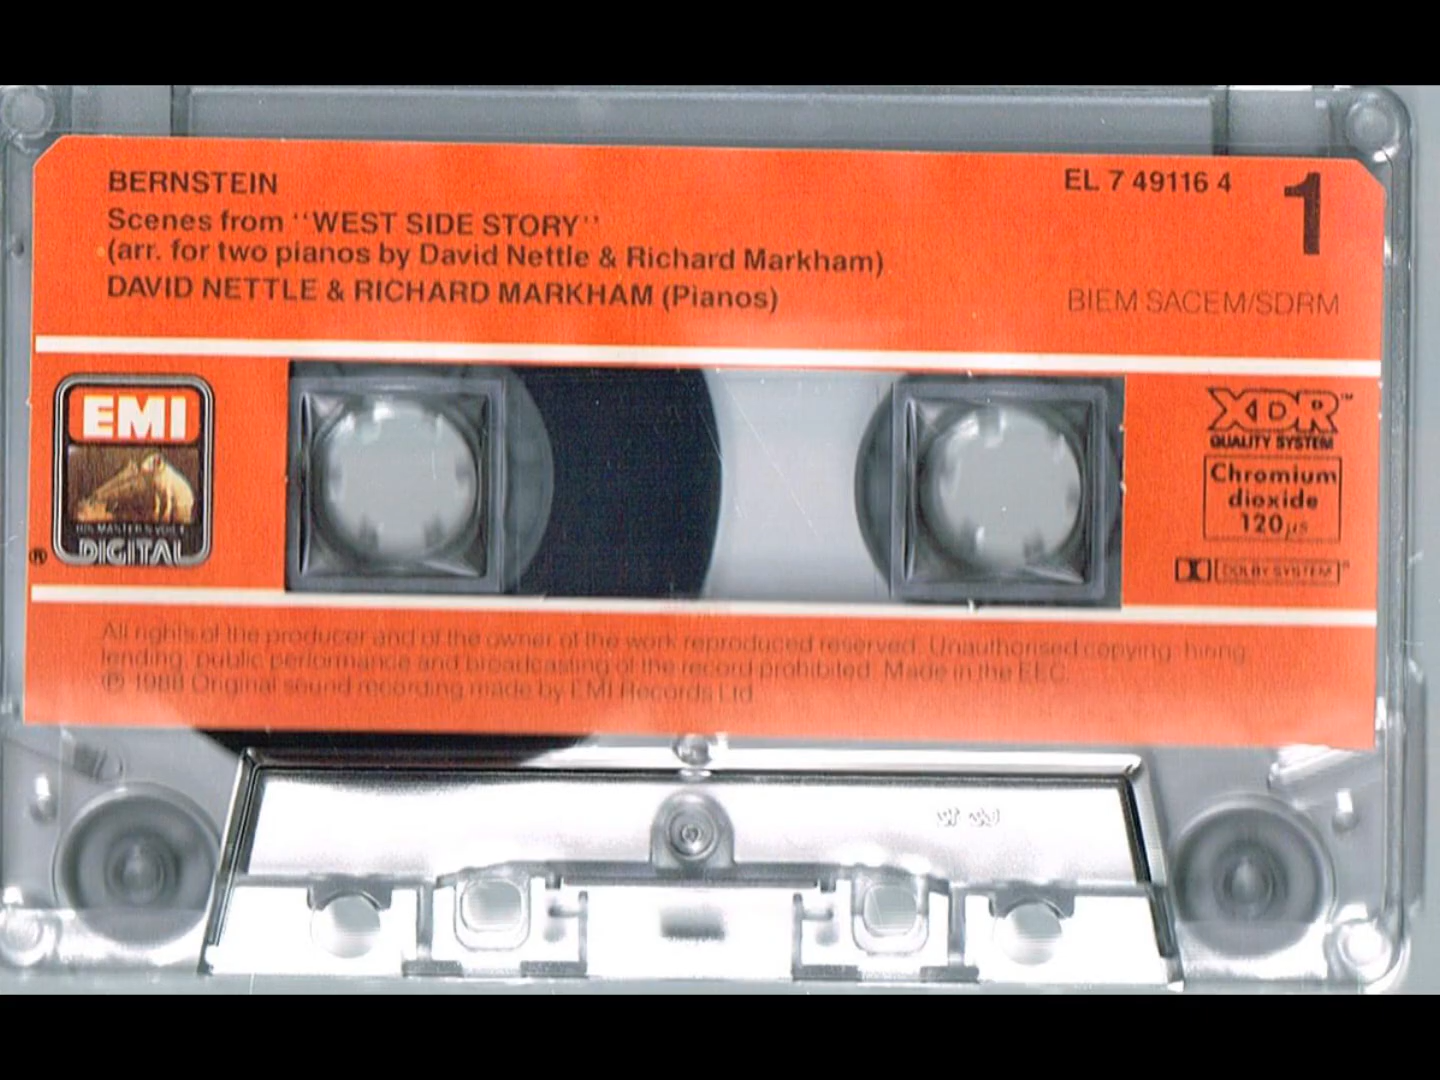 BERNSTEIN
Scenes from "WEST SIDE STORY"
(arr. for two pianos by David Nettle & Richard Markham)
DAVID NETTLE & RICHARD MARKHAM (Pianos)
EL 7 49116 4
1
BIEM SACEM/SDRM
EMI
HIS MASTER'S VOICE
DIGITAL
®
XDR™
QUALITY SYSTEM
Chromium
dioxide
120µs
DOLBY SYSTEM®
All rights of the producer and of the owner of the work reproduced reserved. Unauthorised copying, hiring,
lending, public performance and broadcasting of the record prohibited. Made in the EEC.
℗ 1988 Original sound recording made by EMI Records Ltd.